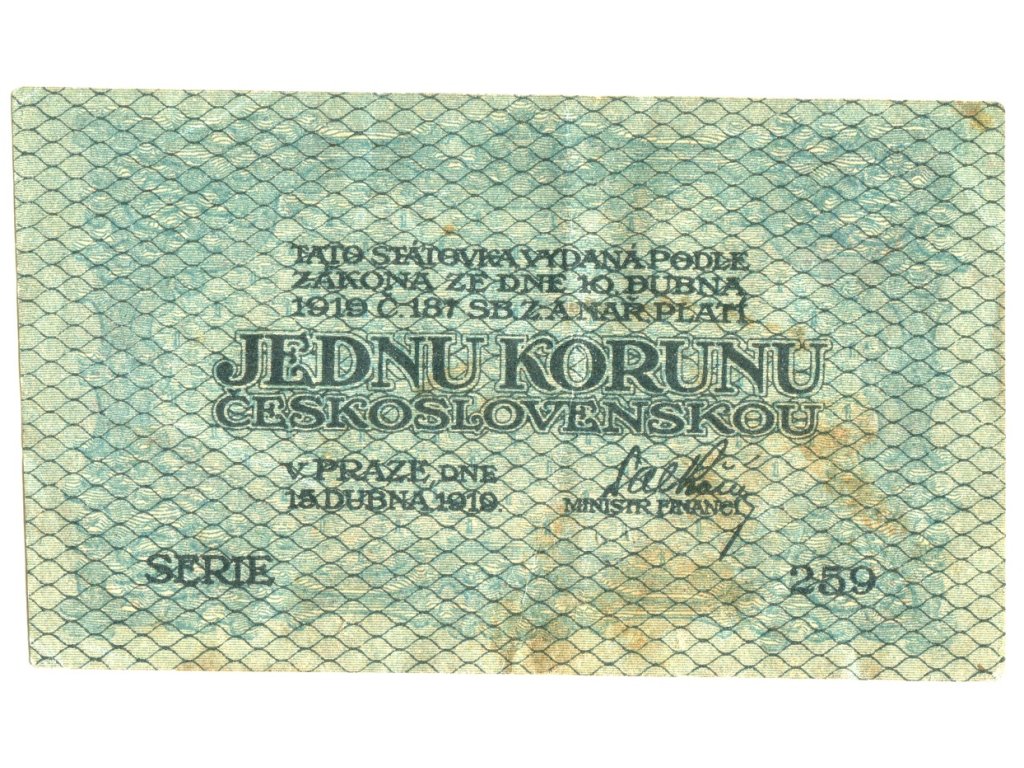 TATO STÁTOVKA VYDANÁ PODLE
ZÁKONA ZE DNE 10. DUBNA
1919 Č. 187 SB. Z. A NAŘ. PLATÍ
JEDNU KORUNU
ČESKOSLOVENSKOU
V PRAZE, DNE
15. DUBNA 1919.
MINISTR FINANCÍ
SERIE 259